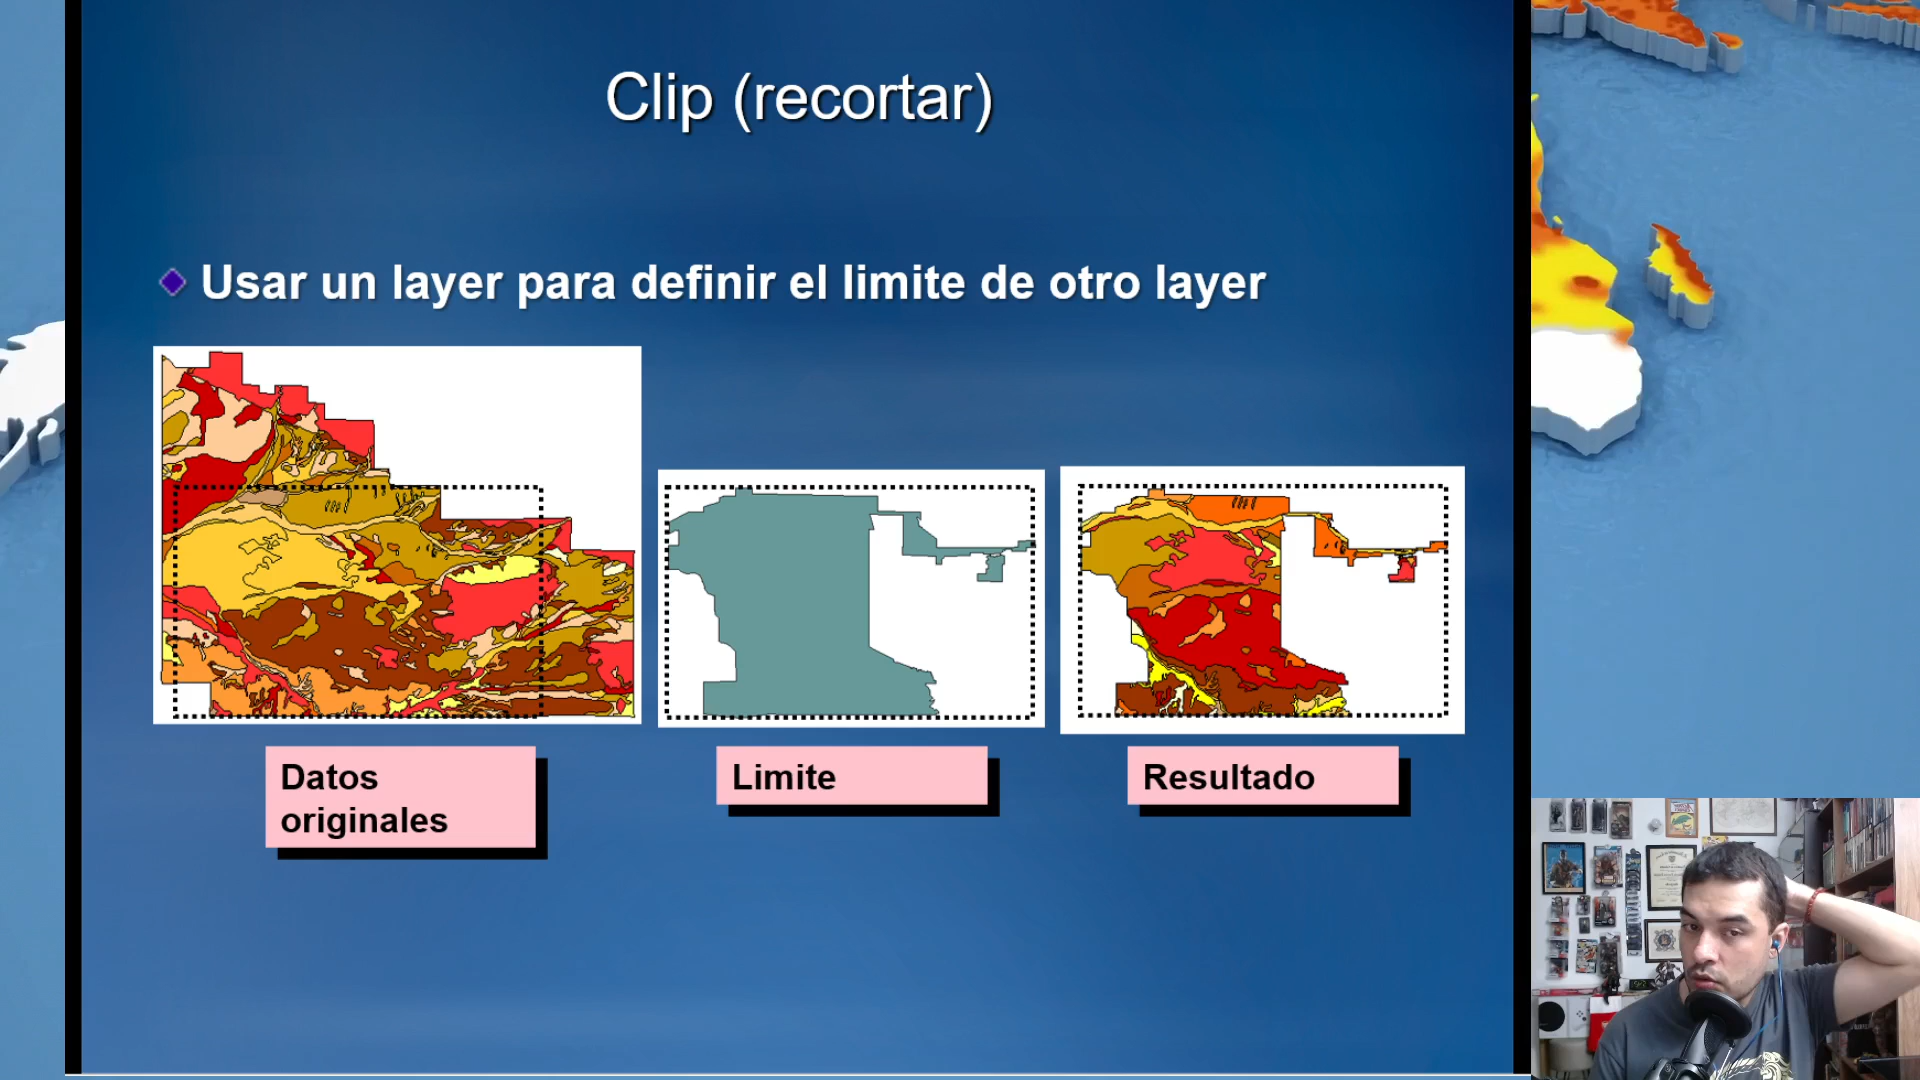 Clip (recortar)
Usar un layer para definir el limite de otro layer
Datos
originales
Limite
Resultado